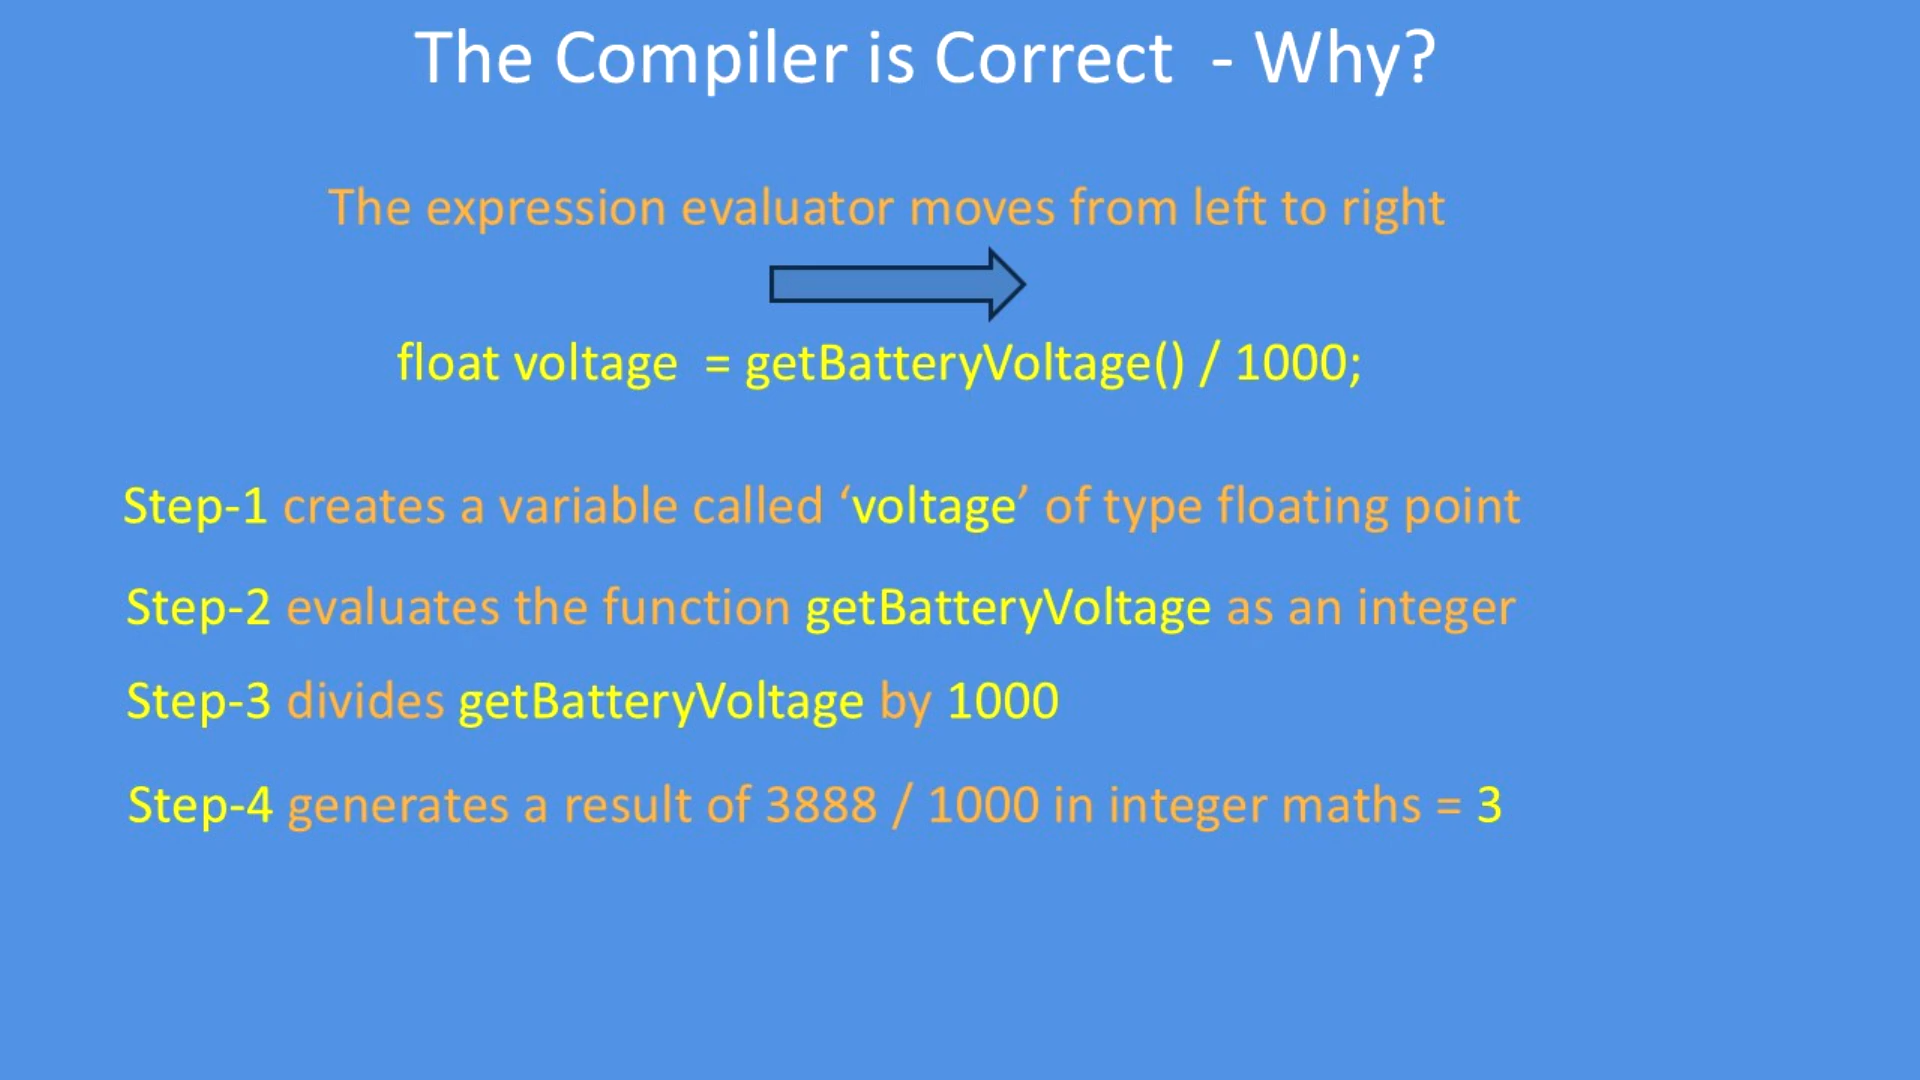 The Compiler is Correct - Why?
The expression evaluator moves from left to right
float voltage = getBatteryVoltage() / 1000;
Step-1 creates a variable called ‘voltage’ of type floating point
Step-2 evaluates the function getBatteryVoltage as an integer
Step-3 divides getBatteryVoltage by 1000
Step-4 generates a result of 3888 / 1000 in integer maths = 3